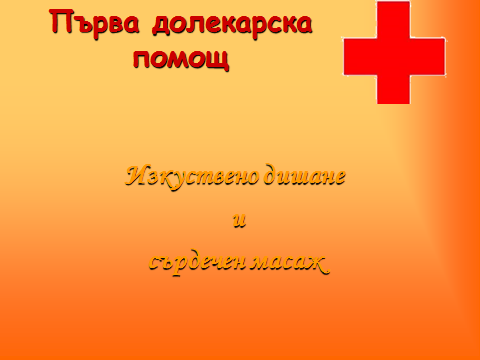 Първа долекарска
помощ
Изкуствено дишане
и
сърдечен масаж